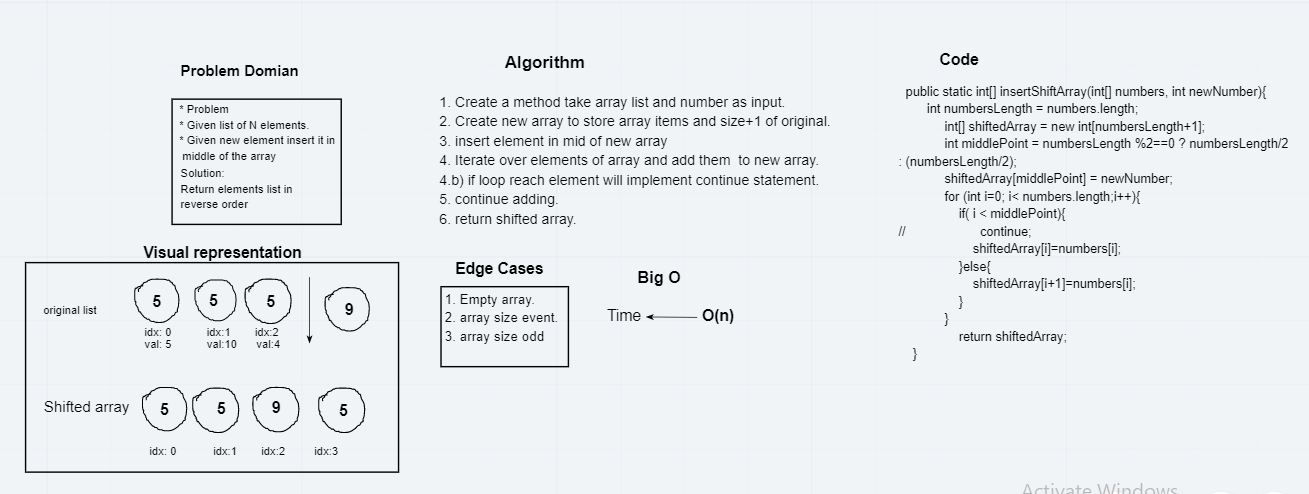 Problem Domian
* Problem
* Given list of N elements.
* Given new element insert it in
middle of the array
Solution:
Return elements list in
reverse order
Visual representation
original list
5 5 5 9
idx: 0 idx:1 idx:2
val: 5 val:10 val:4
Shifted array 5 5 9 5
idx: 0 idx:1 idx:2 idx:3
Algorithm
1. Create a method take array list and number as input.
2. Create new array to store array items and size+1 of original.
3. insert element in mid of new array
4. Iterate over elements of array and add them to new array.
4.b) if loop reach element will implement continue statement.
5. continue adding.
6. return shifted array.
Edge Cases
1. Empty array.
2. array size event.
3. array size odd
Big O
Time O(n)
Code
public static int[] insertShiftArray(int[] numbers, int newNumber){
int numbersLength = numbers.length;
int[] shiftedArray = new int[numbersLength+1];
int middlePoint = numbersLength %2==0 ? numbersLength/2
: (numbersLength/2);
shiftedArray[middlePoint] = newNumber;
for (int i=0; i< numbers.length;i++){
if( i < middlePoint){
// continue;
shiftedArray[i]=numbers[i];
}else{
shiftedArray[i+1]=numbers[i];
}
}
return shiftedArray;
}
Activate Windows